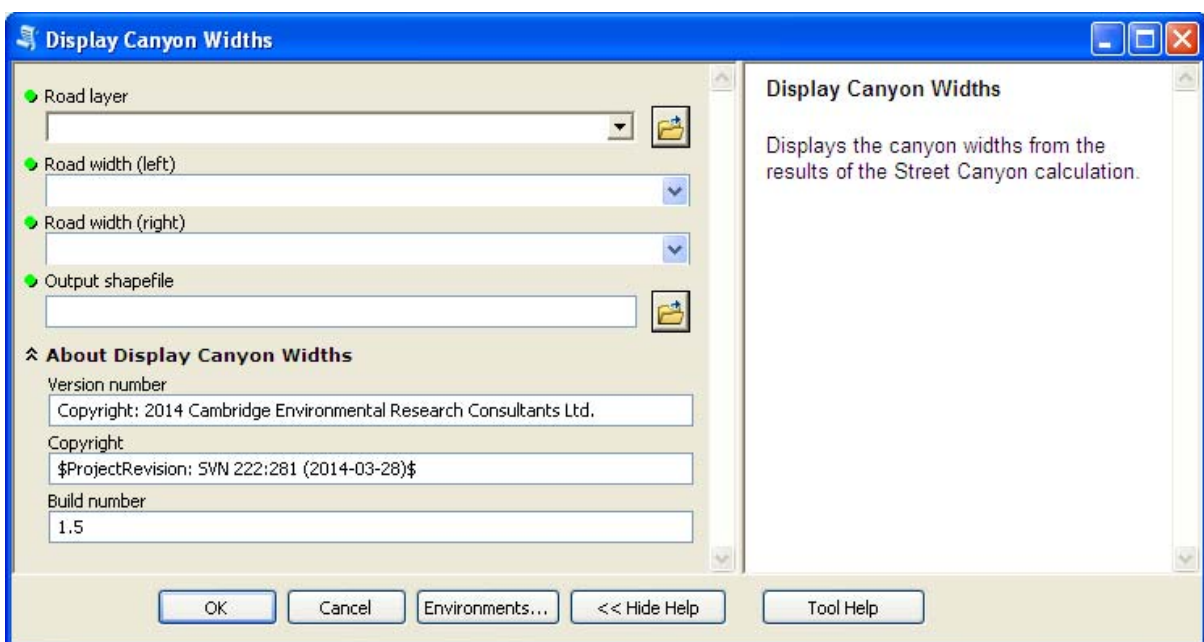 Display Canyon Widths
Road layer
Road width (left)
Road width (right)
Output shapefile
About Display Canyon Widths
Version number
Copyright: 2014 Cambridge Environmental Research Consultants Ltd.
Copyright
$ProjectRevision: SVN 222:281 (2014-03-28)$
Build number
1.5
Display Canyon Widths
Displays the canyon widths from the
results of the Street Canyon calculation.
OK
Cancel
Environments...
<< Hide Help
Tool Help